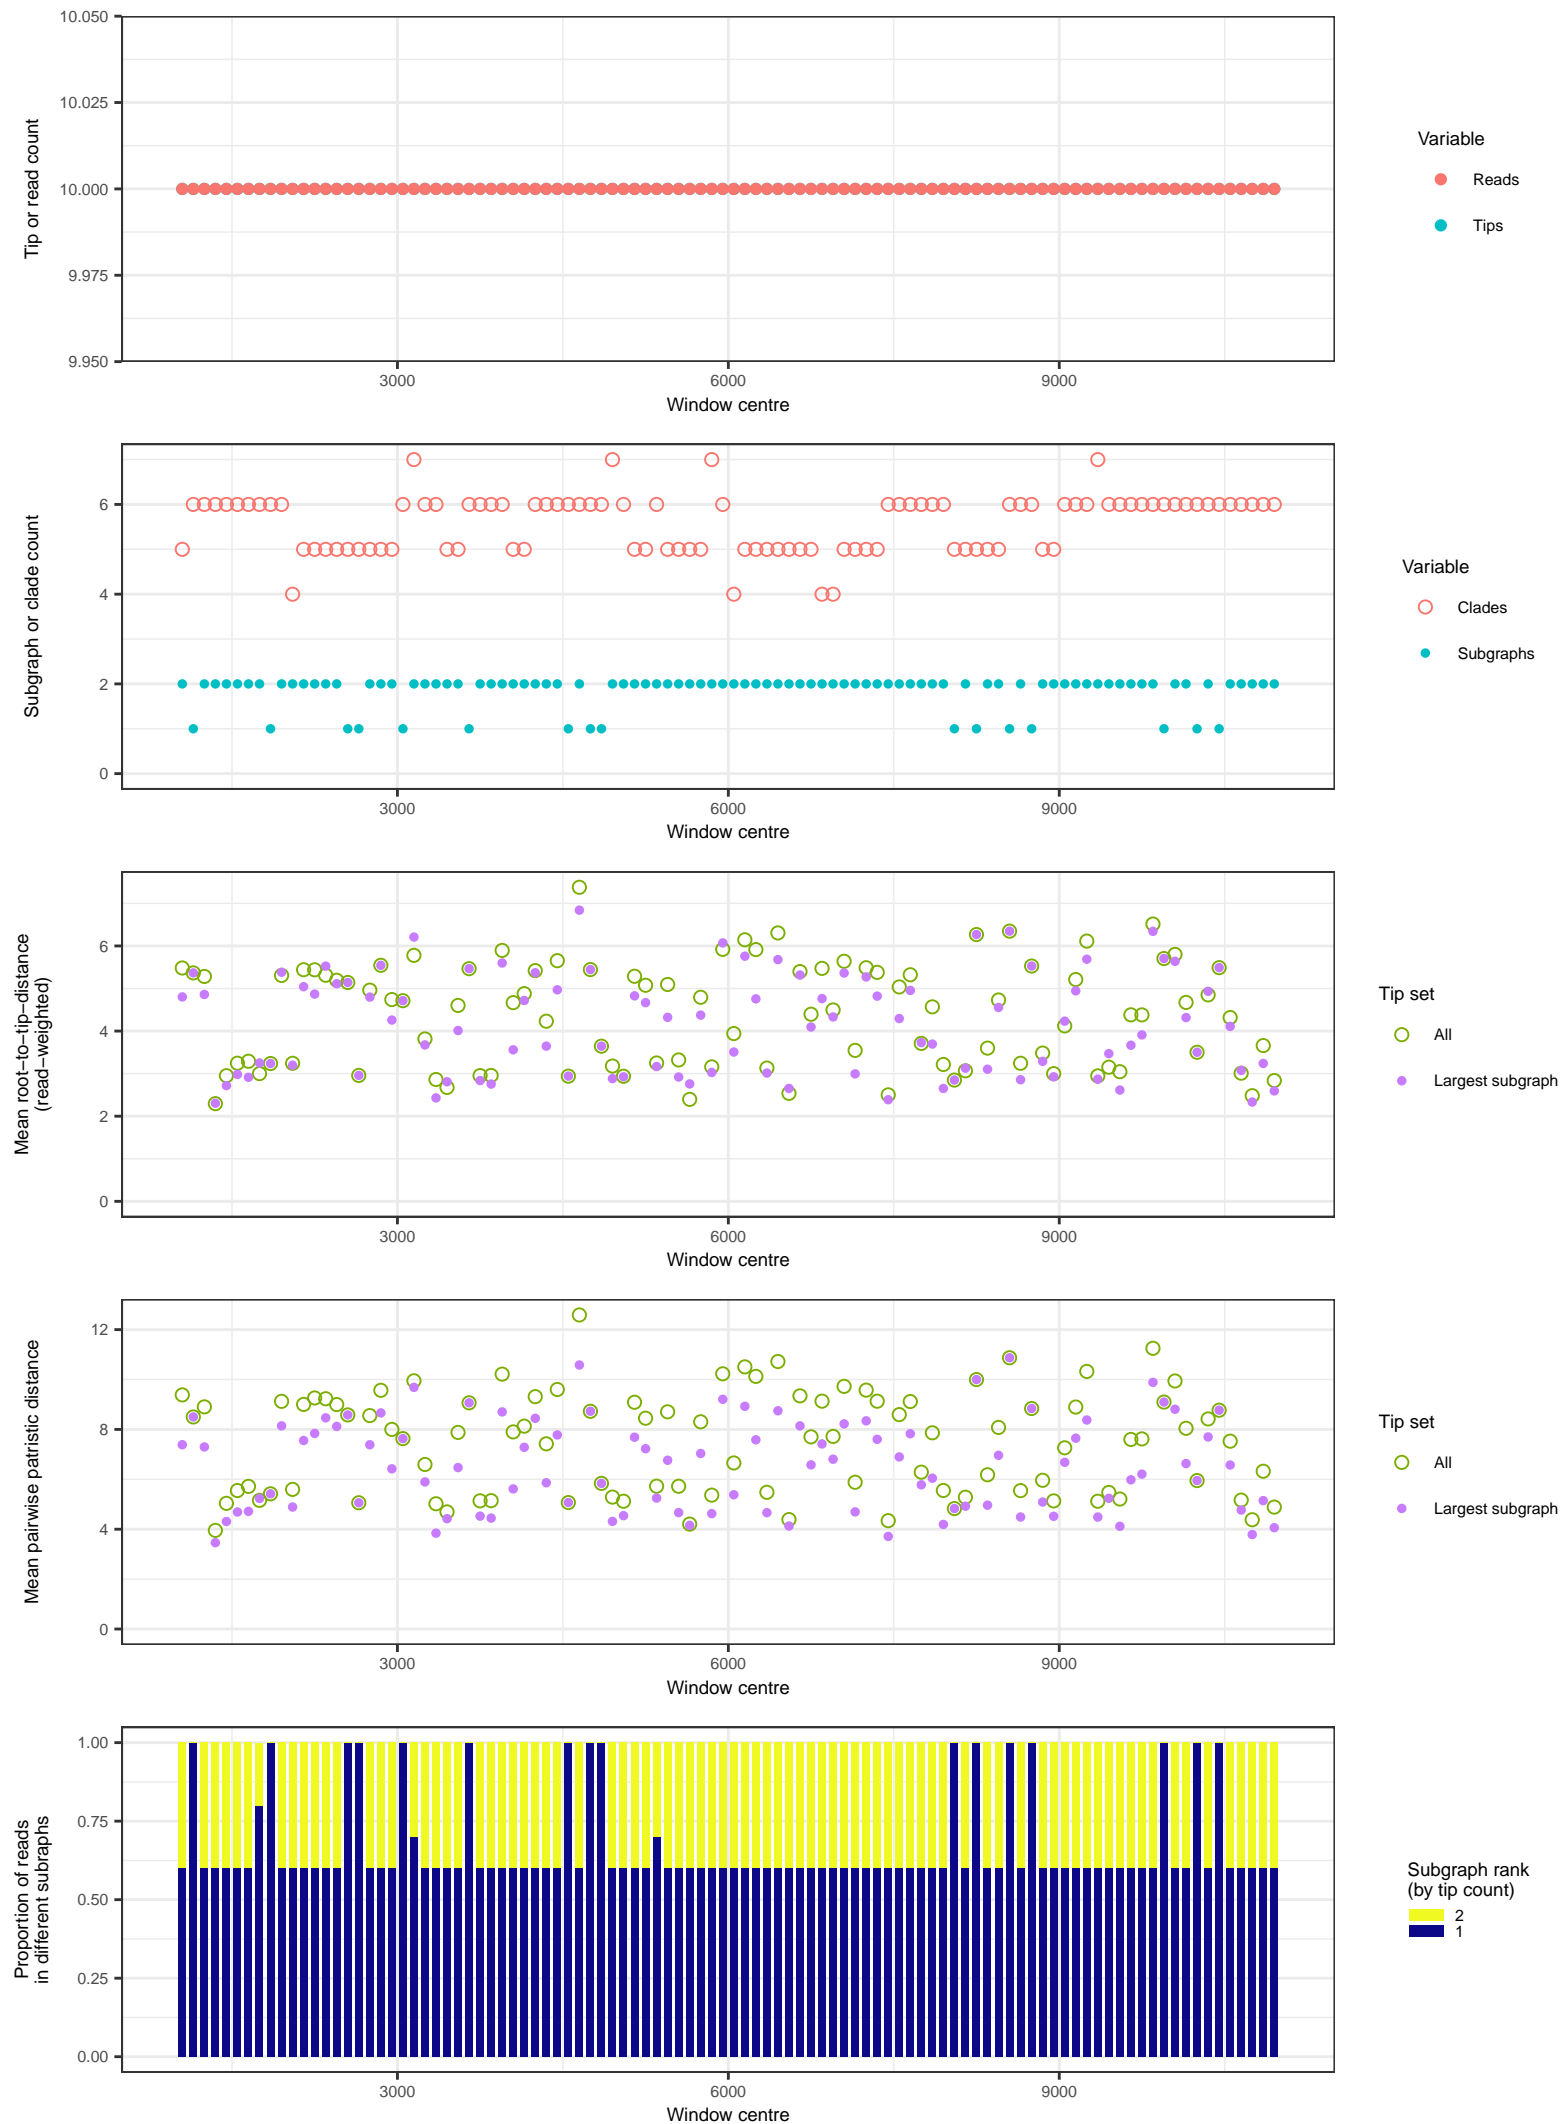 10.050
10.025
10.000
9.975
9.950
Tip or read count
3000 6000 9000
Window centre
Variable
Reads
Tips
6
4
2
0
Subgraph or clade count
3000 6000 9000
Window centre
Variable
Clades
Subgraphs
6
4
2
0
Mean root−to−tip−distance
(read−weighted)
3000 6000 9000
Window centre
Tip set
All
Largest subgraph
12
8
4
0
Mean pairwise patristic distance
3000 6000 9000
Window centre
Tip set
All
Largest subgraph
1.00
0.75
0.50
0.25
0.00
Proportion of reads
in different subraphs
3000 6000 9000
Window centre
Subgraph rank
(by tip count)
2
1